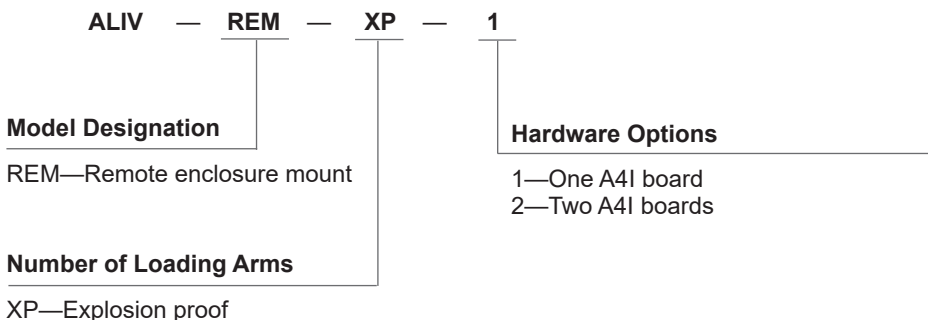 ALIV — REM — XP — 1
Model Designation
REM—Remote enclosure mount
Hardware Options
1—One A4I board
2—Two A4I boards
Number of Loading Arms
XP—Explosion proof